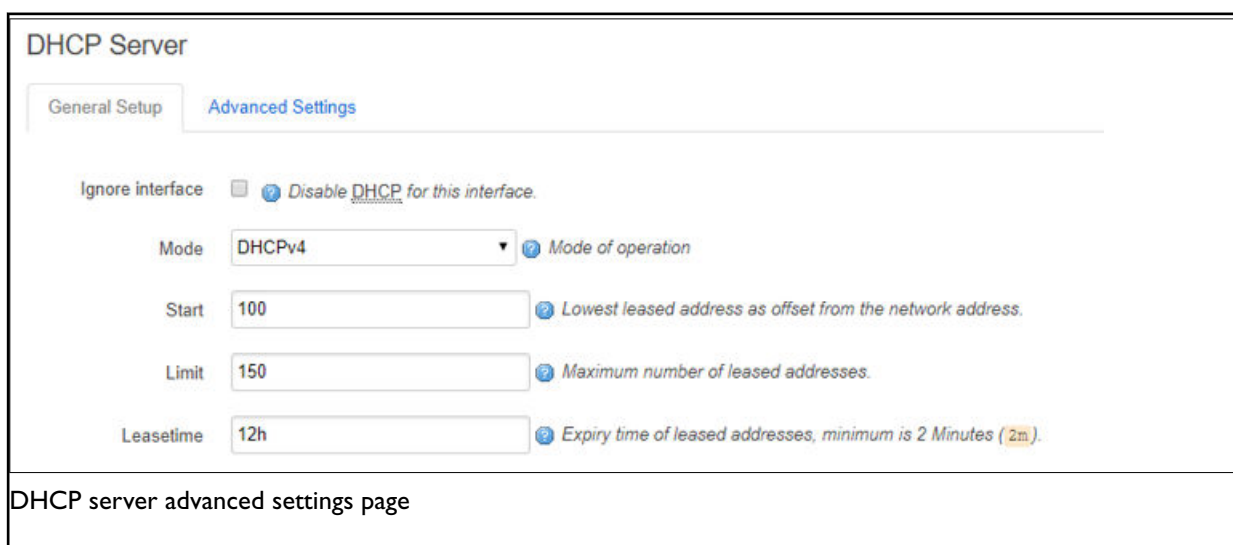 DHCP Server
General Setup Advanced Settings
Ignore interface Disable DHCP for this interface.
Mode DHCPv4 Mode of operation
Start 100 Lowest leased address as offset from the network address.
Limit 150 Maximum number of leased addresses.
Leasetime 12h Expiry time of leased addresses, minimum is 2 Minutes ( 2m ).
DHCP server advanced settings page